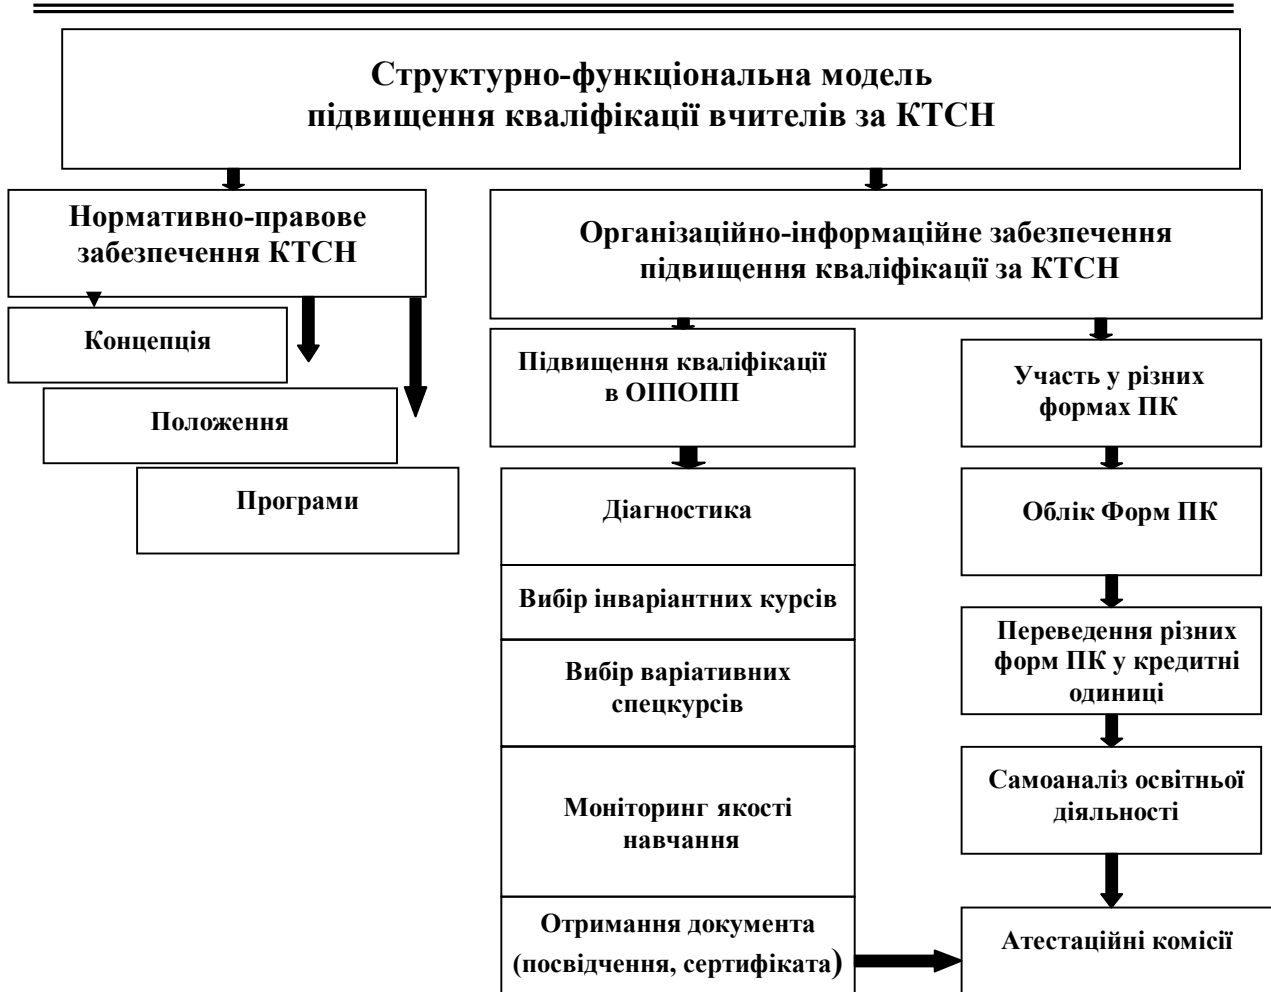 Структурно-функціональна модель
підвищення кваліфікації вчителів за КТСН
Нормативно-правове
забезпечення КТСН
Організаційно-інформаційне забезпечення
підвищення кваліфікації за КТСН
Концепція
Положення
Програми
Підвищення кваліфікації
в ОІПОПП
Діагностика
Вибір інваріантних курсів
Вибір варіативних
спецкурсів
Моніторинг якості
навчання
Отримання документа
(посвідчення, сертифіката)
Участь у різних
формах ПК
Облік Форм ПК
Переведення різних
форм ПК у кредитні
одиниці
Самоаналіз освітньої
діяльності
Атестаційні комісії